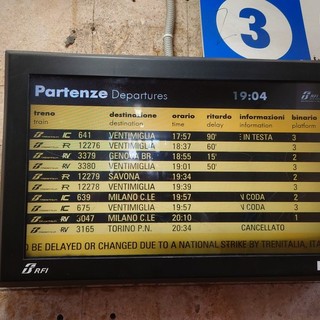 3
Partenze Departures 19:04
treno destinazione orario ritardo informazioni binario
train destination time delay information platform
IC 641 VENTIMIGLIA 17:57 90' E IN TESTA 3
R 12276 VENTIMIGLIA 18:37 60' 3
RV 3379 GENOVA BR. 18:55 15' 2
RV 3380 VENTIMIGLIA 19:01 50' 3
R 12279 SAVONA 19:34 2
R 12278 VENTIMIGLIA 19:39 3
IC 639 MILANO C.LE 19:57 N CODA 2
IC 675 VENTIMIGLIA 19:57 N CODA 3
RV 3047 MILANO C.LE 20:10 1
RV 3165 TORINO P.N. 20:34 CANCELLATO
O BE DELAYED OR CHANGED DUE TO A NATIONAL STRIKE BY TRENITALIA, ITA
RFI